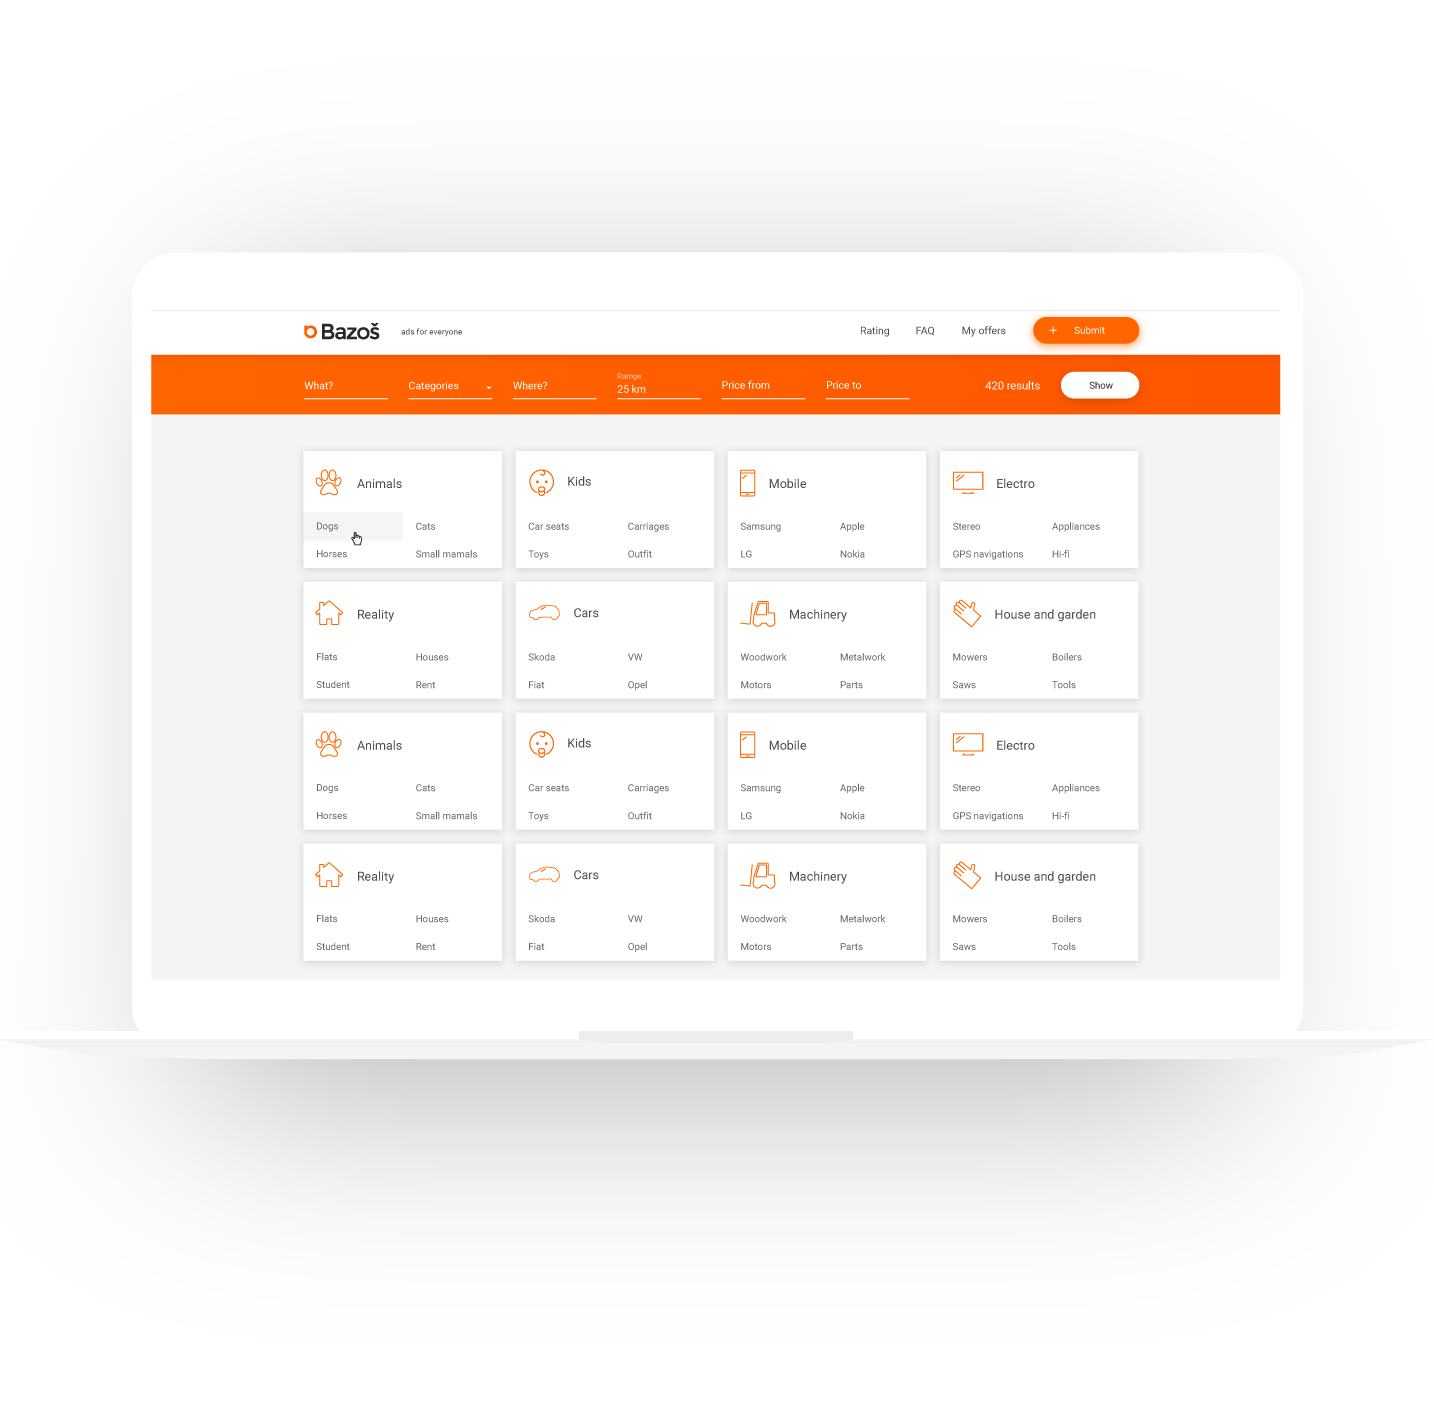 Bazoš ads for everyone Rating FAQ My offers + Submit
What? Categories Where? Ramge 25 km Price from Price to 420 results Show
Animals Kids Mobile Electro
Dogs Cats Car seats Carriages Samsung Apple Stereo Appliances
Horses Small mamals Toys Outfit LG Nokia GPS navigations Hi-fi
Reality Cars Machinery House and garden
Flats Houses Skoda VW Woodwork Metalwork Mowers Boilers
Student Rent Fiat Opel Motors Parts Saws Tools
Animals Kids Mobile Electro
Dogs Cats Car seats Carriages Samsung Apple Stereo Appliances
Horses Small mamals Toys Outfit LG Nokia GPS navigations Hi-fi
Reality Cars Machinery House and garden
Flats Houses Skoda VW Woodwork Metalwork Mowers Boilers
Student Rent Fiat Opel Motors Parts Saws Tools